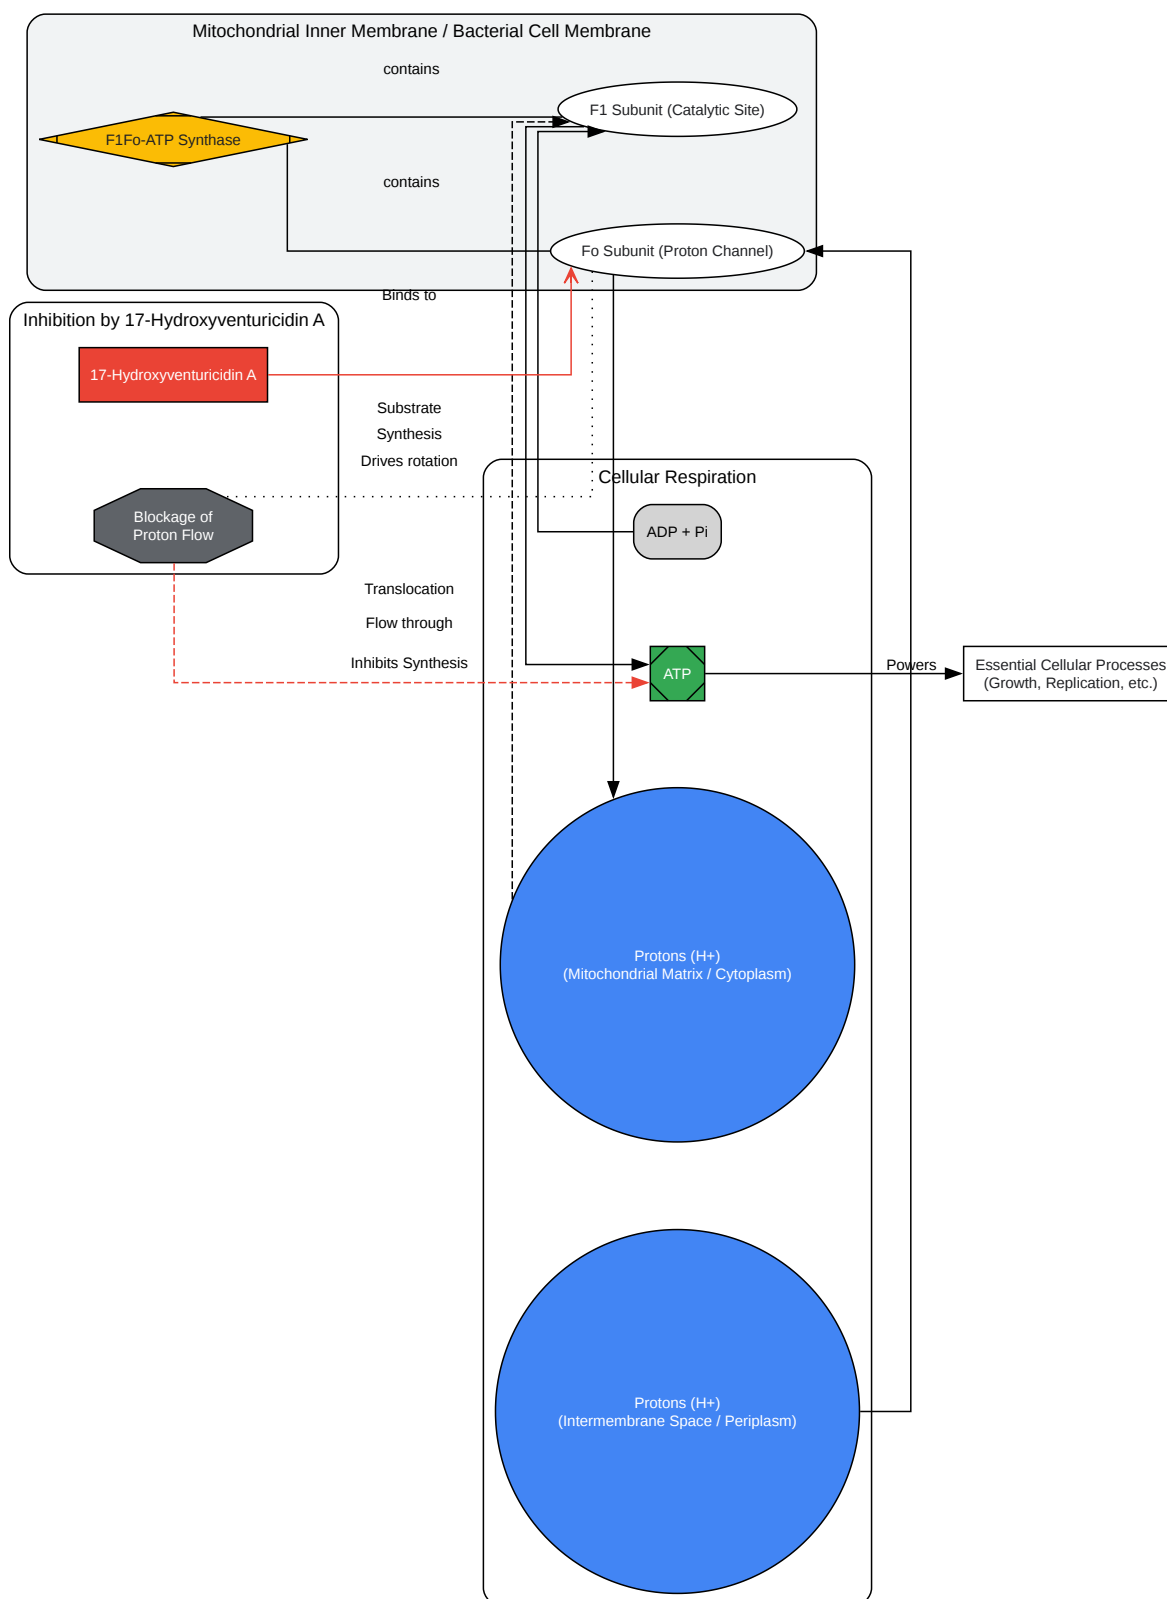 Mitochondrial Inner Membrane / Bacterial Cell Membrane
contains
F1 Subunit (Catalytic Site)
F1Fo-ATP Synthase
contains
Fo Subunit (Proton Channel)
Binds to
Inhibition by 17-Hydroxyventuricidin A
17-Hydroxyventuricidin A
Substrate
Synthesis
Drives rotation
Cellular Respiration
Blockage of
Proton Flow
ADP + Pi
Translocation
Flow through
Inhibits Synthesis
ATP
Powers
Essential Cellular Processes
(Growth, Replication, etc.)
Protons (H+)
(Mitochondrial Matrix / Cytoplasm)
Protons (H+)
(Intermembrane Space / Periplasm)